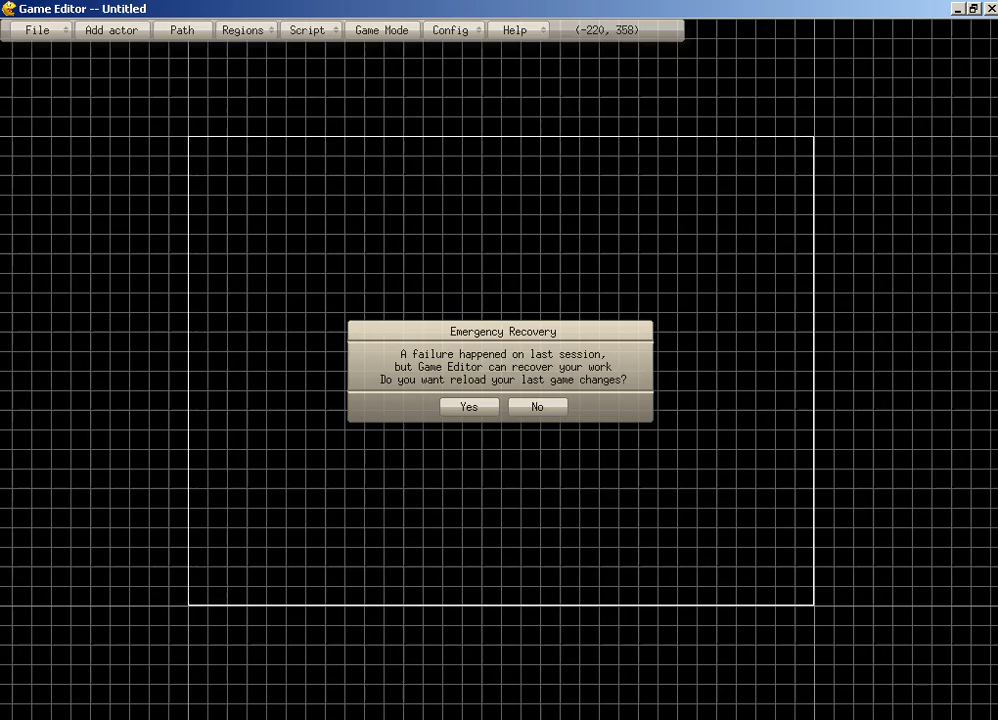 Game Editor -- Untitled
File Add actor Path Regions Script Game Mode Config Help (-220, 358)
Emergency Recovery
A failure happened on last session,
but Game Editor can recover your work
Do you want reload your last game changes?
Yes No